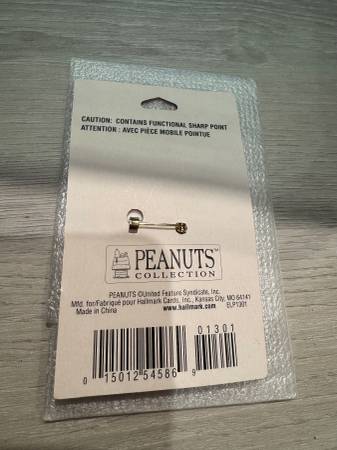 CAUTION: CONTAINS FUNCTIONAL SHARP POINT
ATTENTION : AVEC PIÈCE MOBILE POINTUE
PEANUTS
COLLECTION
PEANUTS ©United Feature Syndicate, Inc.
Mfd. for/Fabriqué pour Hallmark Cards, Inc., Kansas City, MO 64141
Made in China www.hallmark.com ELP1301
01301
0 15012 54586 9